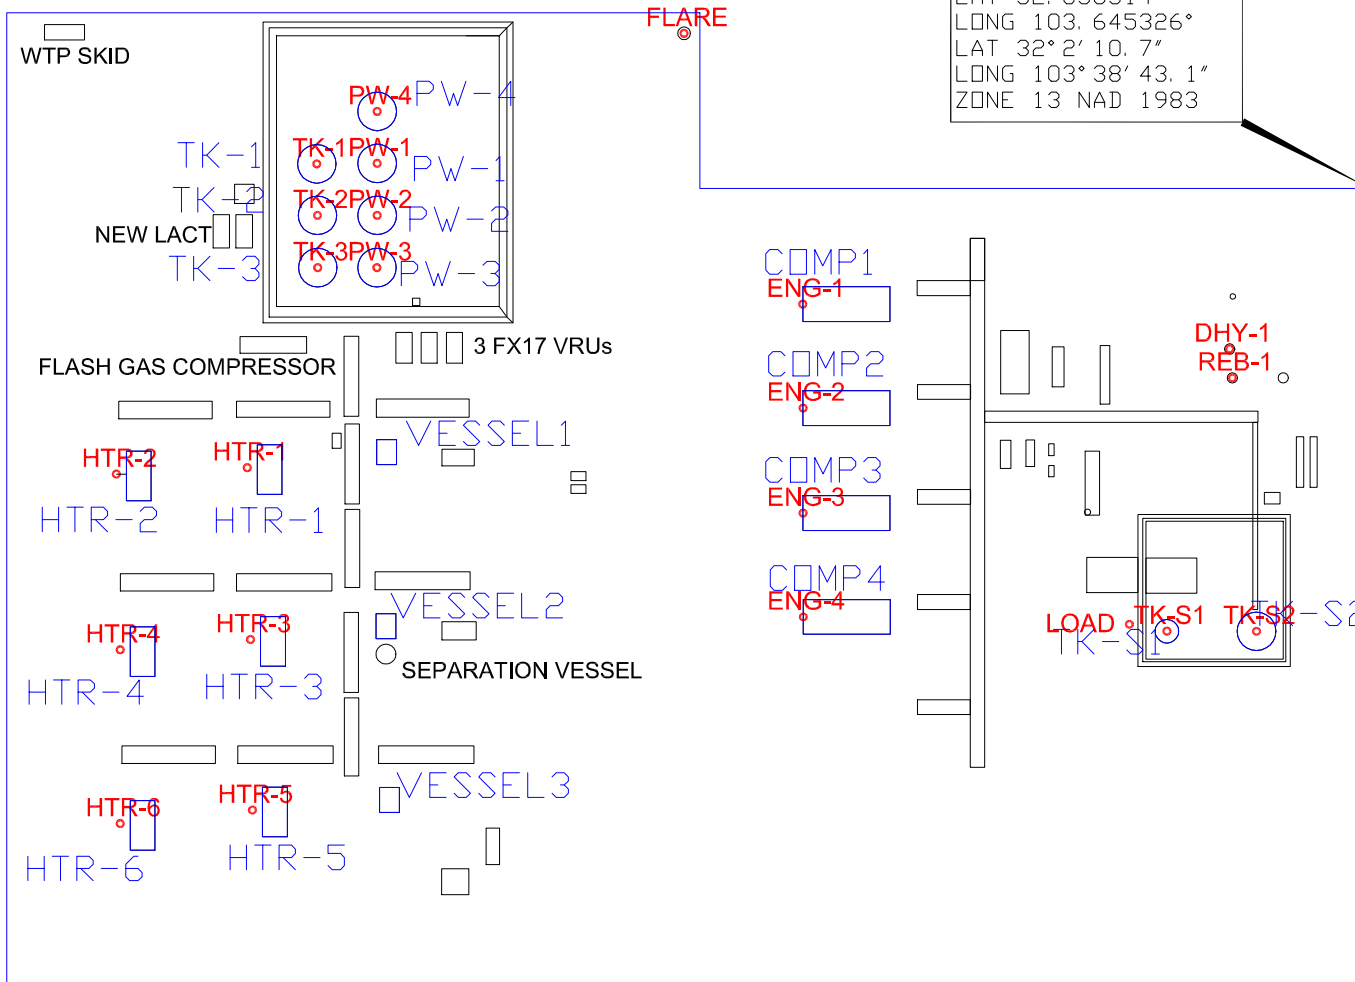 FLARE
LONG 103.645326°
LAT 32° 2' 10.7"
LONG 103° 38' 43.1"
ZONE 13 NAD 1983
WTP SKID
PW-4
PW-4
TK-1
TK-1
PW-1
PW-1
TK-2
TK-2
PW-2
PW-2
NEW LACT
TK-3
TK-3
PW-3
PW-3
3 FX17 VRUs
FLASH GAS COMPRESSOR
VESSEL1
HTR-2
HTR-1
HTR-2
HTR-1
VESSEL2
HTR-4
HTR-3
SEPARATION VESSEL
HTR-4
HTR-3
VESSEL3
HTR-6
HTR-5
HTR-6
HTR-5
COMP1
ENG-1
COMP2
ENG-2
COMP3
ENG-3
COMP4
ENG-4
DHY-1
REB-1
LOAD
TK-S1
TK-S2
TK-S1
TK-S2